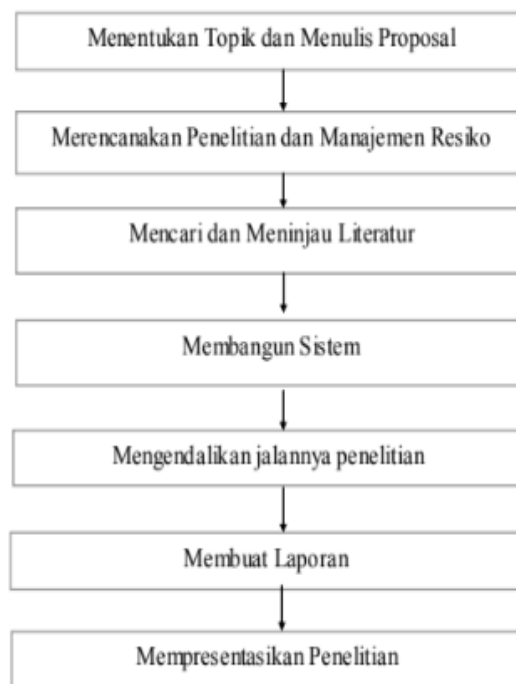 Menentukan Topik dan Menulis Proposal
Merencanakan Penelitian dan Manajemen Resiko
Mencari dan Meninjau Literatur
Membangun Sistem
Mengendalikan jalannya penelitian
Membuat Laporan
Mempresentasikan Penelitian